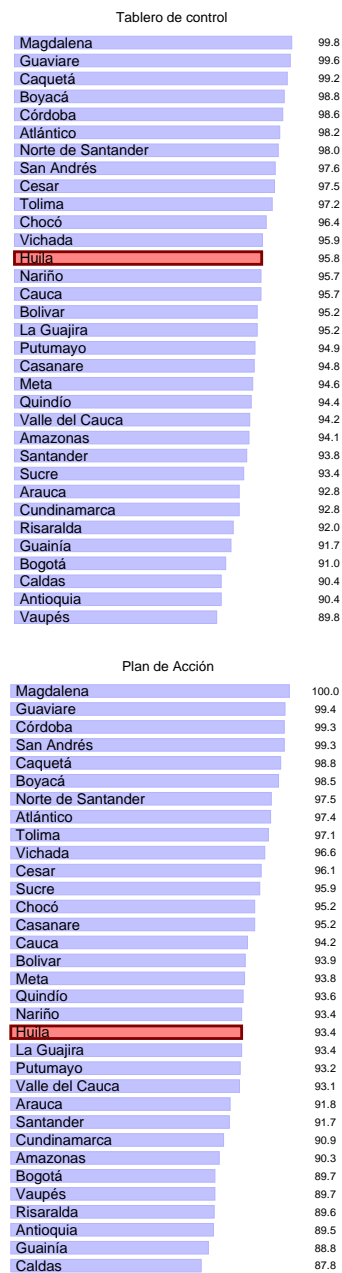 Tablero de control
Magdalena 99.8
Guaviare 99.6
Caquetá 99.2
Boyacá 98.8
Córdoba 98.6
Atlántico 98.2
Norte de Santander 98.0
San Andrés 97.6
Cesar 97.5
Tolima 97.2
Chocó 96.4
Vichada 95.9
Huila 95.8
Nariño 95.7
Cauca 95.7
Bolivar 95.2
La Guajira 95.2
Putumayo 94.9
Casanare 94.8
Meta 94.6
Quindío 94.4
Valle del Cauca 94.2
Amazonas 94.1
Santander 93.8
Sucre 93.4
Arauca 92.8
Cundinamarca 92.8
Risaralda 92.0
Guainía 91.7
Bogotá 91.0
Caldas 90.4
Antioquia 90.4
Vaupés 89.8
Plan de Acción
Magdalena 100.0
Guaviare 99.4
Córdoba 99.3
San Andrés 99.3
Caquetá 98.8
Boyacá 98.5
Norte de Santander 97.5
Atlántico 97.4
Tolima 97.1
Vichada 96.6
Cesar 96.1
Sucre 95.9
Chocó 95.2
Casanare 95.2
Cauca 94.2
Bolivar 93.9
Meta 93.8
Quindío 93.6
Nariño 93.4
Huila 93.4
La Guajira 93.4
Putumayo 93.2
Valle del Cauca 93.1
Arauca 91.8
Santander 91.7
Cundinamarca 90.9
Amazonas 90.3
Bogotá 89.7
Vaupés 89.7
Risaralda 89.6
Antioquia 89.5
Guainía 88.8
Caldas 87.8